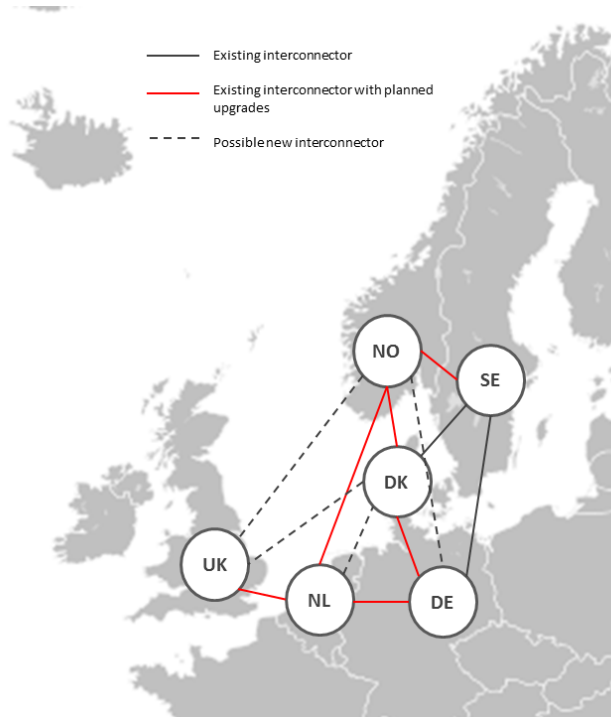 Existing interconnector
Existing interconnector with planned
upgrades
Possible new interconnector
NO
SE
DK
UK
NL
DE